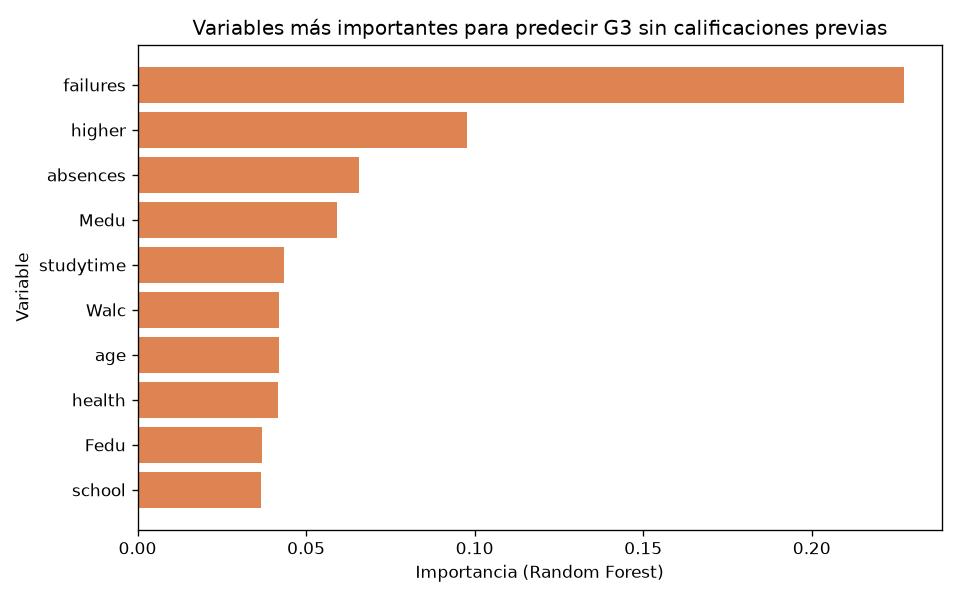 Variables más importantes para predecir G3 sin calificaciones previas
failures
higher
absences
Medu
studytime
Walc
age
health
Fedu
school
Variable
0.00 0.05 0.10 0.15 0.20
Importancia (Random Forest)